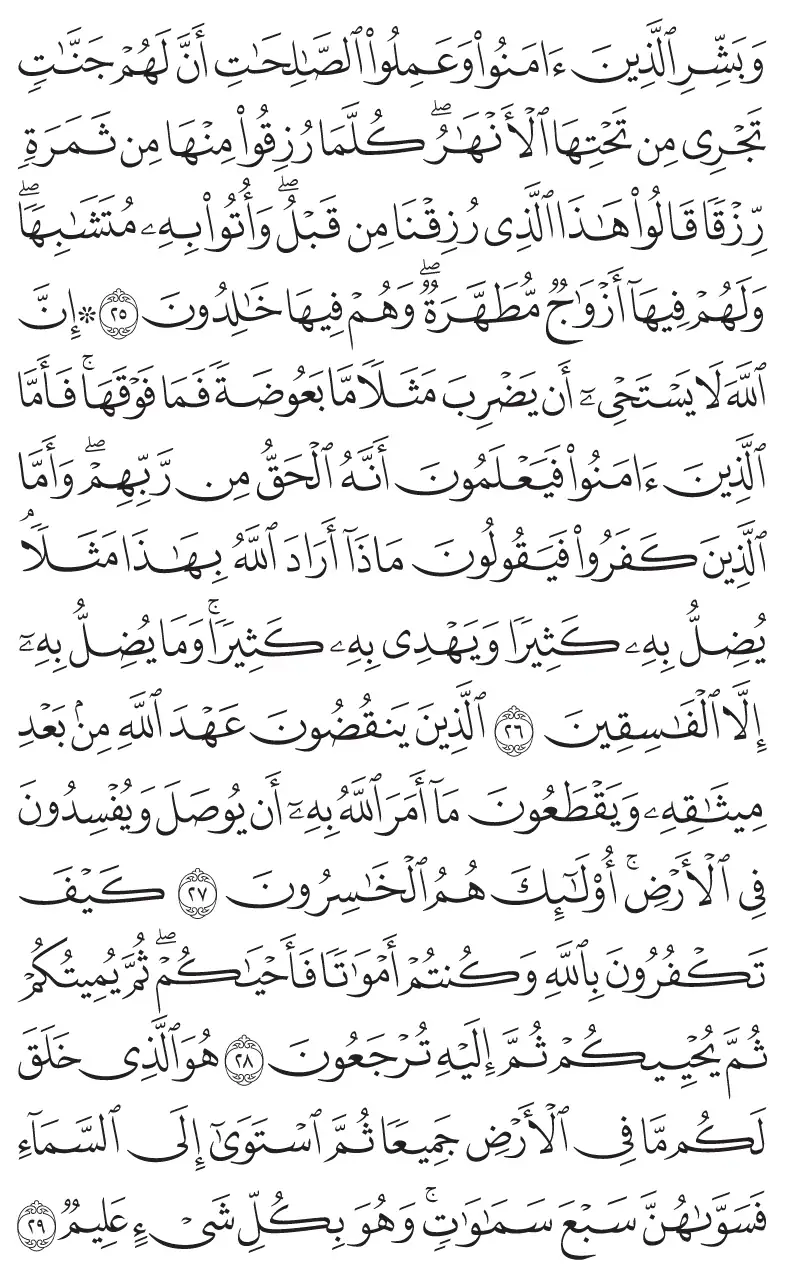 وَبَشِّرِ ٱلَّذِينَ ءَامَنُوا۟ وَعَمِلُوا۟ ٱلصَّـٰلِحَـٰتِ أَنَّ لَهُمْ جَنَّـٰتٍ
تَجْرِى مِن تَحْتِهَا ٱلْأَنْهَـٰرُ ۖ كُلَّمَا رُزِقُوا۟ مِنْهَا مِن ثَمَرَةٍ
رِّزْقًا قَالُوا۟ هَـٰذَا ٱلَّذِى رُزِقْنَا مِن قَبْلُ ۖ وَأُتُوا۟ بِهِۦ مُتَشَـٰبِهًا ۖ
وَلَهُمْ فِيهَآ أَزْوَٰجٌ مُّطَهَّرَةٌ ۖ وَهُمْ فِيهَا خَـٰلِدُونَ ٢٥ ۞ إِنَّ
ٱللَّهَ لَا يَسْتَحْىِۦٓ أَن يَضْرِبَ مَثَلًا مَّا بَعُوضَةً فَمَا فَوْقَهَا ۚ فَأَمَّا
ٱلَّذِينَ ءَامَنُوا۟ فَيَعْلَمُونَ أَنَّهُ ٱلْحَقُّ مِن رَّبِّهِمْ ۖ وَأَمَّا
ٱلَّذِينَ كَفَرُوا۟ فَيَقُولُونَ مَاذَآ أَرَادَ ٱللَّهُ بِهَـٰذَا مَثَلًا ۘ
يُضِلُّ بِهِۦ كَثِيرًا وَيَهْدِى بِهِۦ كَثِيرًا ۚ وَمَا يُضِلُّ بِهِۦٓ
إِلَّا ٱلْفَـٰسِقِينَ ٢٦ ٱلَّذِينَ يَنقُضُونَ عَهْدَ ٱللَّهِ مِنۢ بَعْدِ
مِيثَـٰقِهِۦ وَيَقْطَعُونَ مَآ أَمَرَ ٱللَّهُ بِهِۦٓ أَن يُوصَلَ وَيُفْسِدُونَ
فِى ٱلْأَرْضِ ۚ أُو۟لَـٰٓئِكَ هُمُ ٱلْخَـٰسِرُونَ ٢٧ كَيْفَ
تَكْفُرُونَ بِٱللَّهِ وَكُنتُمْ أَمْوَٰتًا فَأَحْيَـٰكُمْ ۖ ثُمَّ يُمِيتُكُمْ
ثُمَّ يُحْيِيكُمْ ثُمَّ إِلَيْهِ تُرْجَعُونَ ٢٨ هُوَ ٱلَّذِى خَلَقَ
لَكُم مَّا فِى ٱلْأَرْضِ جَمِيعًا ثُمَّ ٱسْتَوَىٰٓ إِلَى ٱلسَّمَآءِ
فَسَوَّىٰهُنَّ سَبْعَ سَمَـٰوَٰتٍ ۚ وَهُوَ بِكُلِّ شَىْءٍ عَلِيمٌ ٢٩